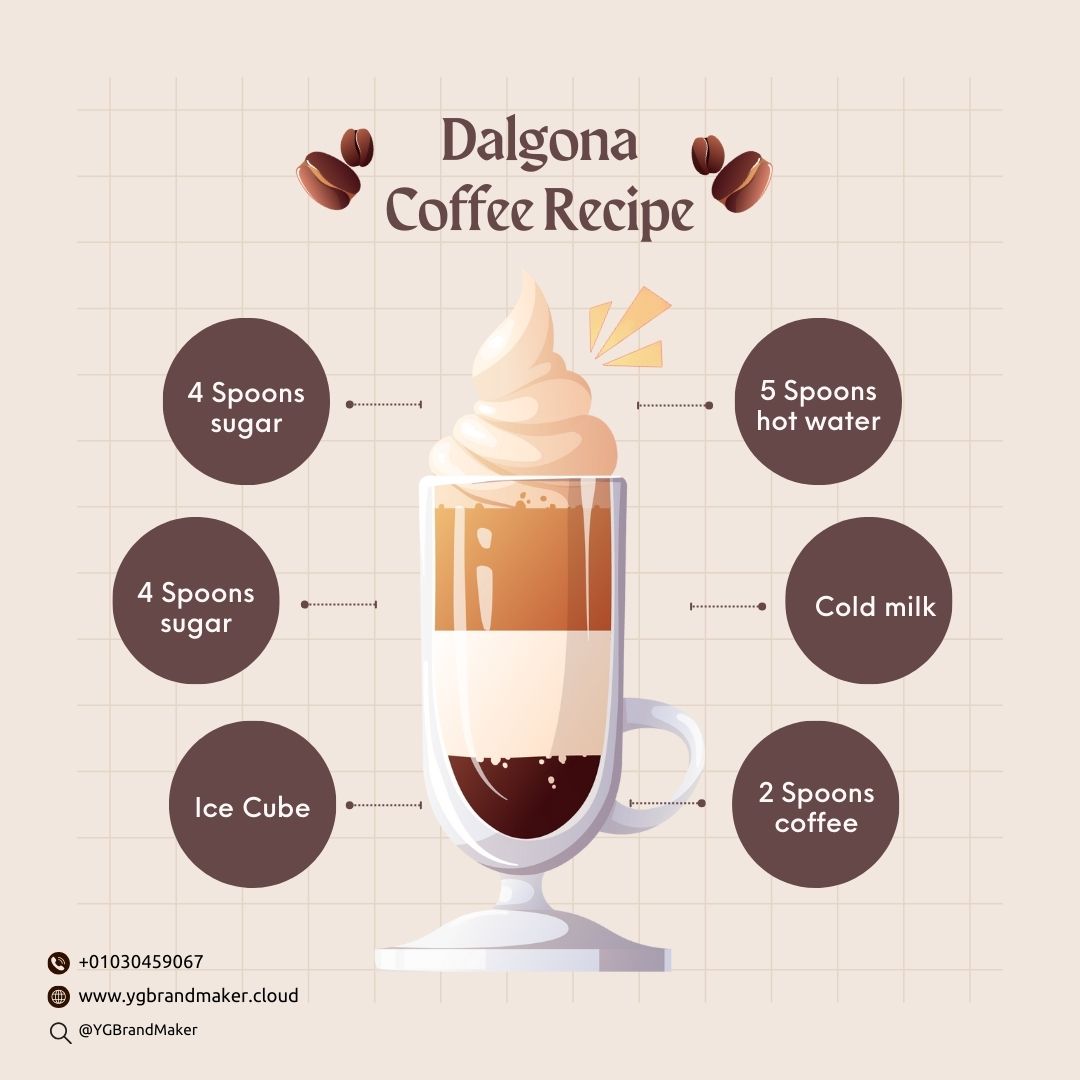 Dalgona
Coffee Recipe
4 Spoons
sugar
5 Spoons
hot water
4 Spoons
sugar
Cold milk
Ice Cube
2 Spoons
coffee
+01030459067
www.ygbrandmaker.cloud
@YGBrandMaker